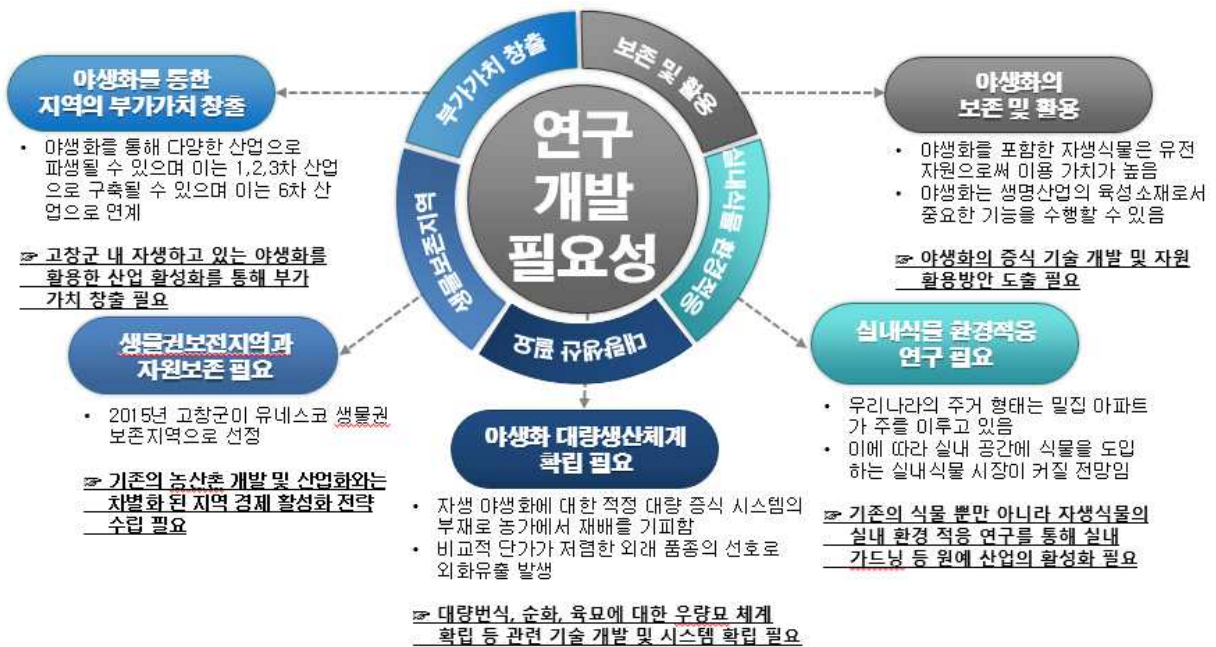 연구
개발
필요성
부가가치 창출
보존 및 활용
실내식물 환경적응
대량생산 필요
생물보존지역
야생화를 통한
지역의 부가가치 창출
• 야생화를 통해 다양한 산업으로
파생될 수 있으며 이는 1,2,3차 산업
으로 구축될 수 있으며 이는 6차 산
업으로 연계
☞ 고창군 내 자생하고 있는 야생화를
활용한 산업 활성화를 통해 부가
가치 창출 필요
야생화의
보존 및 활용
• 야생화를 포함한 자생식물은 유전
자원으로써 이용 가치가 높음
• 야생화는 생명산업의 육성소재로서
중요한 기능을 수행할 수 있음
☞ 야생화의 증식 기술 개발 및 자원
활용방안 도출 필요
생물권보전지역과
자원보존 필요
• 2015년 고창군이 유네스코 생물권
보존지역으로 선정
☞ 기존의 농산촌 개발 및 산업화와는
차별화 된 지역 경제 활성화 전략
수립 필요
야생화 대량생산체계
확립 필요
• 자생 야생화에 대한 적정 대량 증식 시스템의
부재로 농가에서 재배를 기피함
• 비교적 단가가 저렴한 외래 품종의 선호로
외화유출 발생
☞ 대량번식, 순화, 육묘에 대한 우량묘 체계
확립 등 관련 기술 개발 및 시스템 확립 필요
실내식물 환경적응
연구 필요
• 우리나라의 주거 형태는 밀집 아파트
가 주를 이루고 있음
• 이에 따라 실내 공간에 식물을 도입
하는 실내식물 시장이 커질 전망임
☞ 기존의 식물 뿐만 아니라 자생식물의
실내 환경 적응 연구를 통해 실내
가드닝 등 원예 산업의 활성화 필요